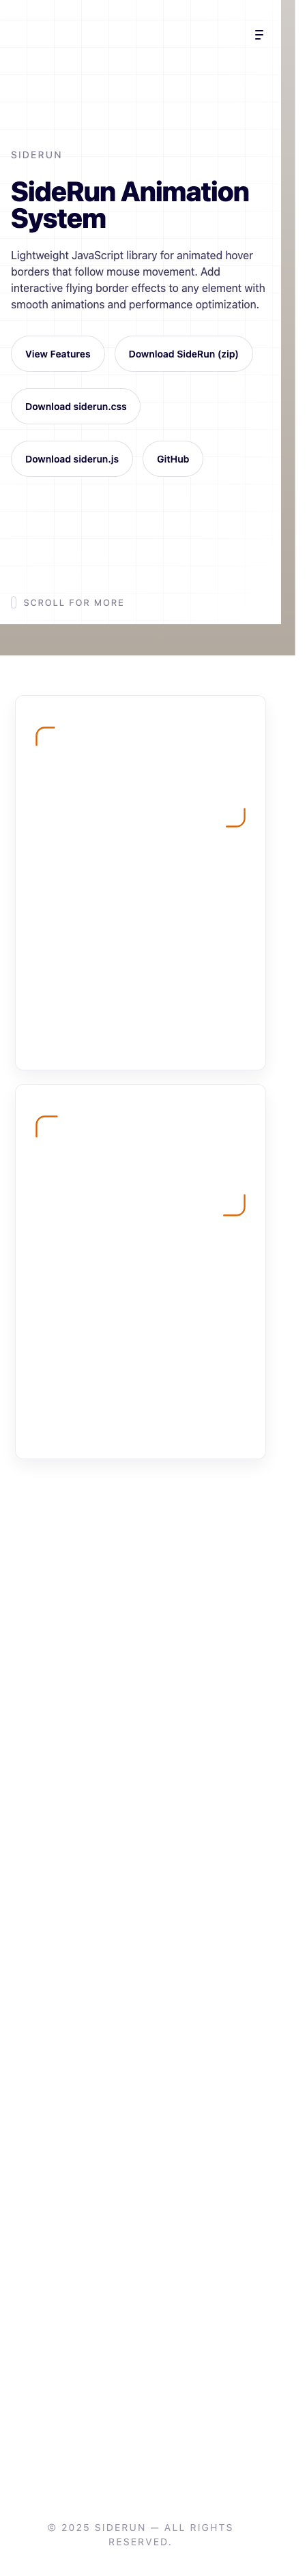 SIDERUN
SideRun Animation
System
Lightweight JavaScript library for animated hover
borders that follow mouse movement. Add
interactive flying border effects to any element with
smooth animations and performance optimization.
View Features
Download SideRun (zip)
Download siderun.css
Download siderun.js
GitHub
SCROLL FOR MORE
© 2025 SIDERUN — ALL RIGHTS
RESERVED.